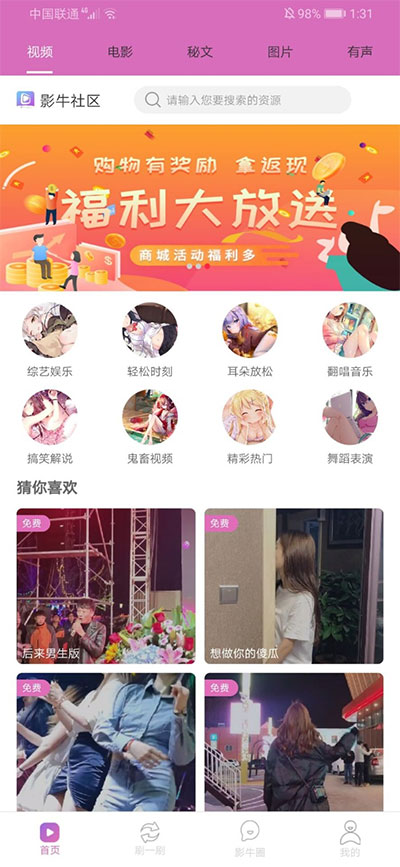 中国联通 98% 1:31
视频 电影 秘文 图片 有声
影牛社区 请输入您要搜索的资源
购物有奖励 拿返现
福利大放送
商城活动福利多
综艺娱乐 轻松时刻 耳朵放松 翻唱音乐
搞笑解说 鬼畜视频 精彩热门 舞蹈表演
猜你喜欢
免费 免费
后来男生版 想做你的傻瓜
免费 免费
首页 刷一刷 影牛圈 我的